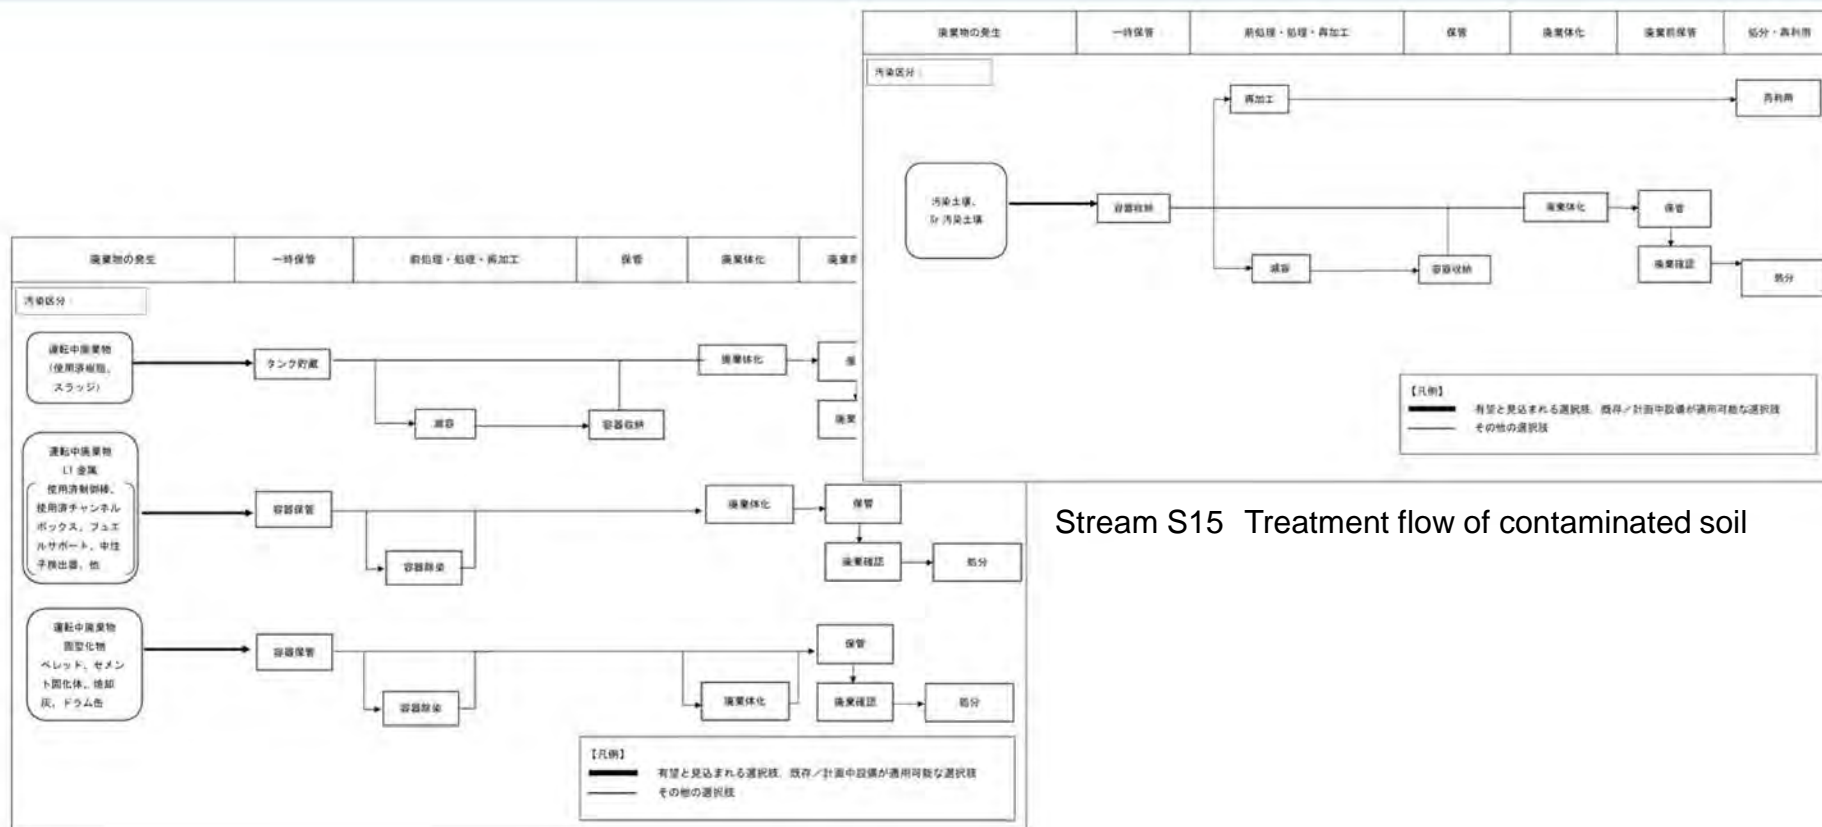 廃棄物の発生
一時保管
前処理・処理・再加工
保管
廃棄体化
廃棄前保管
処分・再利用
汚染区分:
再加工
再利用
汚染土壌、
Sr 汚染土壌
容器収納
廃棄体化
保管
減容
容器収納
廃棄確認
処分
【凡例】
有望と見込まれる選択肢、既存／計画中設備が適用可能な選択肢
その他の選択肢
Stream S15 Treatment flow of contaminated soil
廃棄物の発生
一時保管
前処理・処理・再加工
保管
廃棄体化
廃棄
汚染区分:
運転中廃棄物
(使用済樹脂、
スラッジ)
タンク貯蔵
廃棄体化
減容
容器収納
廃棄
運転中廃棄物
L1 金属
使用済制御棒、
使用済チャンネル
ボックス、フュエ
ルサポート、中性
子検出器、他
容器保管
廃棄体化
保管
容器除染
廃棄確認
処分
運転中廃棄物
固型化物
ペレット、セメン
ト固化体、焼却
灰、ドラム缶
容器保管
保管
容器除染
廃棄体化
廃棄確認
処分
【凡例】
有望と見込まれる選択肢、既存／計画中設備が適用可能な選択肢
その他の選択肢